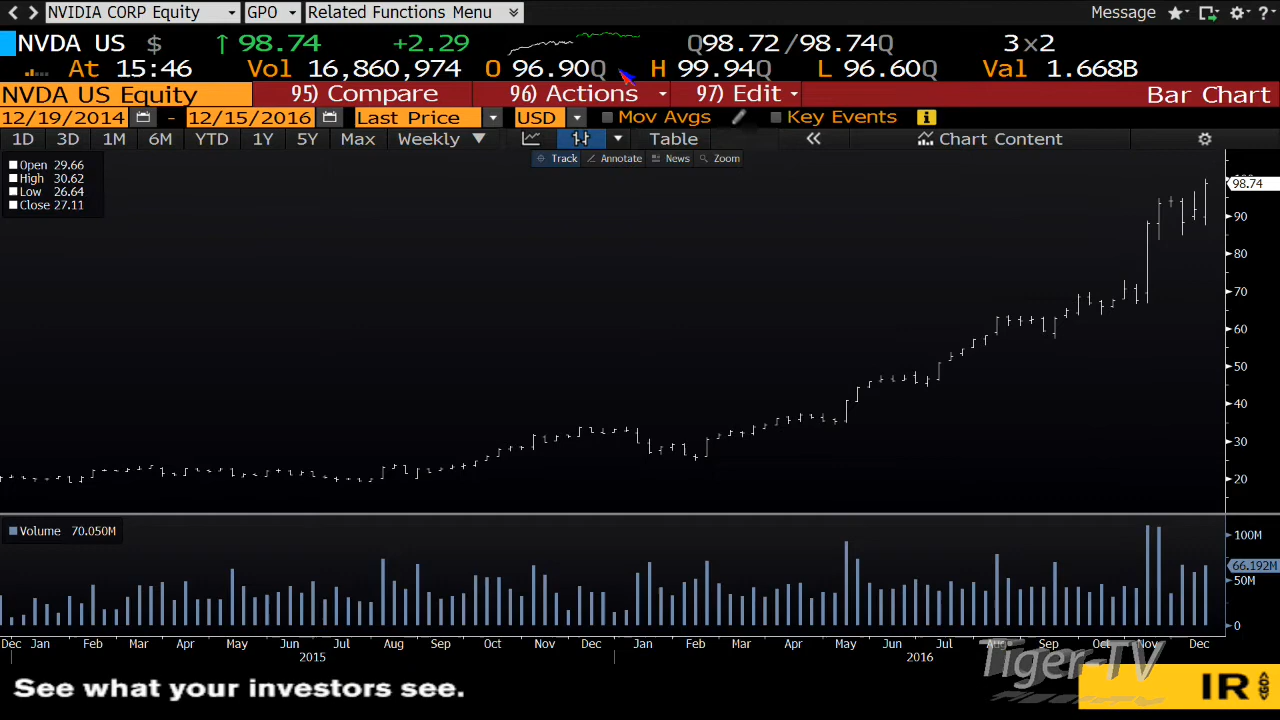 NVIDIA CORP Equity GPO Related Functions Menu Message ?
NVDA US $ ↑ 98.74 +2.29 Q98.72/98.74Q 3×2
At 15:46 Vol 16,860,974 O 96.90Q H 99.94Q L 96.60Q Val 1.668B
NVDA US Equity 95) Compare 96) Actions 97) Edit Bar Chart
12/19/2014 - 12/15/2016 Last Price USD Mov Avgs Key Events
1D 3D 1M 6M YTD 1Y 5Y Max Weekly Table Chart Content
Track Annotate News Zoom
Open 29.66
High 30.62
Low 26.64
Close 27.11
98.74
90
80
70
60
50
40
30
20
Volume 70.050M
100M
66.192M
50M
0
Dec Jan Feb Mar Apr May Jun Jul Aug Sep Oct Nov Dec Jan Feb Mar Apr May Jun Jul Aug Sep Oct Nov Dec
2015 2016
Tiger-TV
See what your investors see.
IR